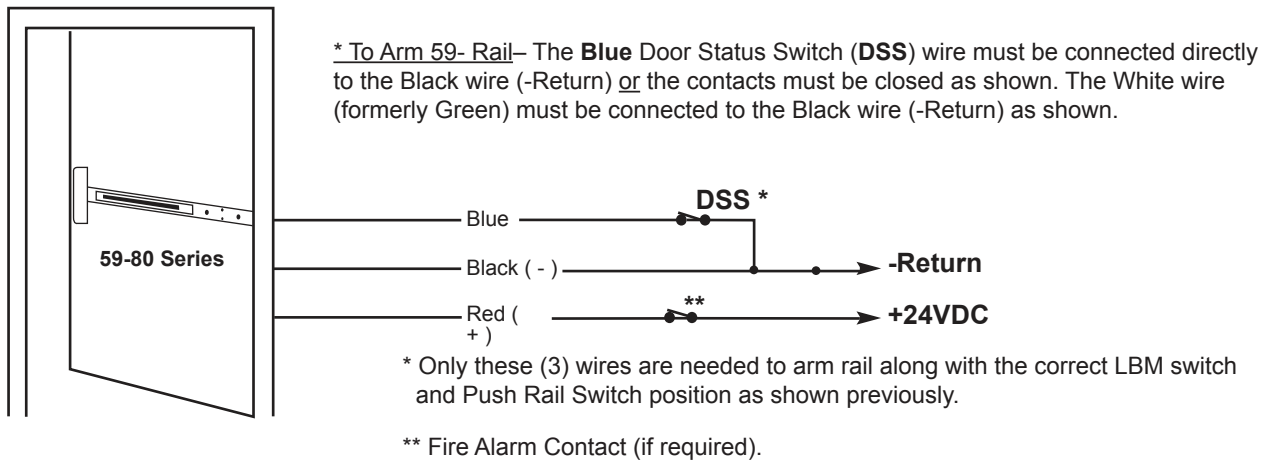 * To Arm 59- Rail– The Blue Door Status Switch (DSS) wire must be connected directly
to the Black wire (-Return) or the contacts must be closed as shown. The White wire
(formerly Green) must be connected to the Black wire (-Return) as shown.
DSS *
Blue
59-80 Series
Black ( - )
-Return
**
Red (
+ )
+24VDC
* Only these (3) wires are needed to arm rail along with the correct LBM switch
and Push Rail Switch position as shown previously.
** Fire Alarm Contact (if required).